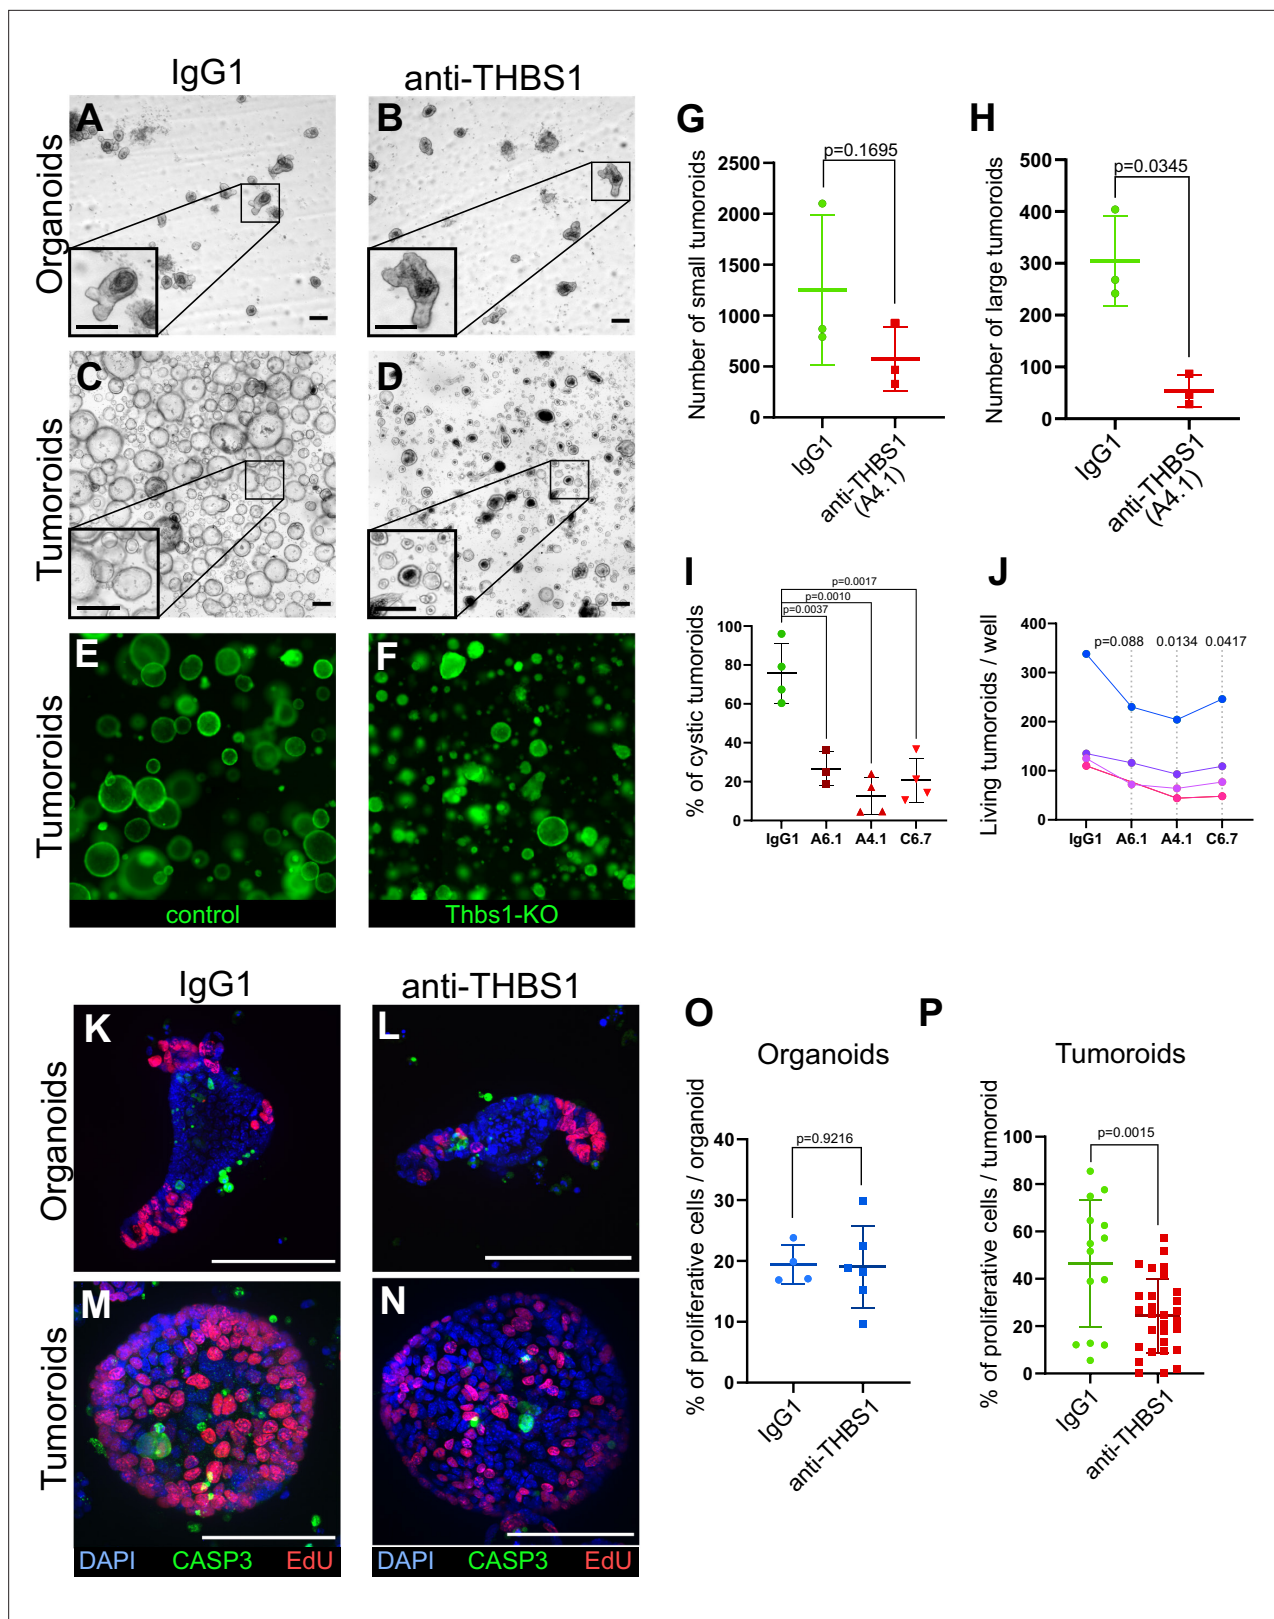 IgG1
anti-THBS1
Organoids
A
B
Tumoroids
C
D
Tumoroids
E
F
control
Thbs1-KO
G
Number of small tumoroids
2500
2000
1500
1000
500
0
p=0.1695
IgG1
anti-THBS1
(A4.1)
H
Number of large tumoroids
500
400
300
200
100
0
p=0.0345
IgG1
anti-THBS1
(A4.1)
I
% of cystic tumoroids
100
80
60
40
20
0
p=0.0017
p=0.0010
p=0.0037
IgG1 A6.1 A4.1 C6.7
J
Living tumoroids / well
400
300
200
100
0
p=0.088 0.0134 0.0417
IgG1 A6.1 A4.1 C6.7
IgG1
anti-THBS1
Organoids
K
L
Tumoroids
M
N
DAPI CASP3 EdU
DAPI CASP3 EdU
O
Organoids
% of proliferative cells / organoid
40
30
20
10
0
p=0.9216
IgG1
anti-THBS1
P
Tumoroids
% of proliferative cells / tumoroid
100
80
60
40
20
0
p=0.0015
IgG1
anti-THBS1